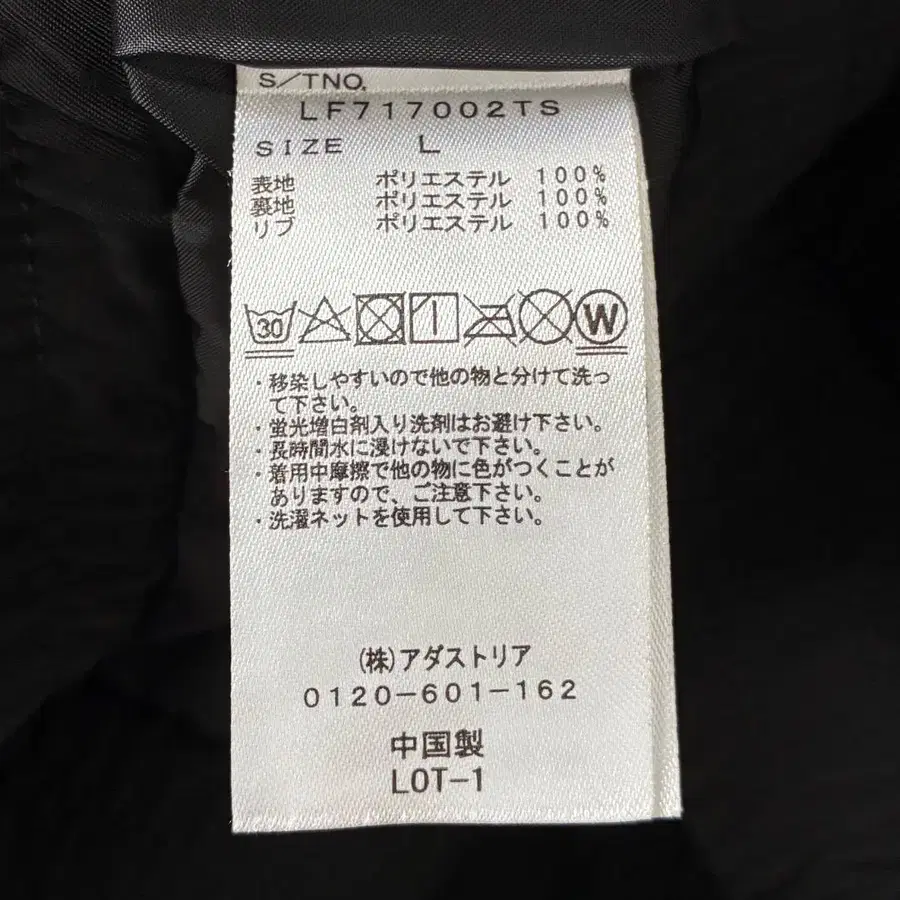 S/TNO.
LF717002TS
SIZE L
表地 ポリエステル 100%
裏地 ポリエステル 100%
リブ ポリエステル 100%
30 W
・移染しやすいので他の物と分けて洗っ
て下さい。
・蛍光増白剤入り洗剤はお避け下さい。
・長時間水に浸けないで下さい。
・着用中摩擦で他の物に色がつくことが
ありますので、ご注意下さい。
・洗濯ネットを使用して下さい。
(株)アダストリア
0120-601-162
中国製
LOT-1